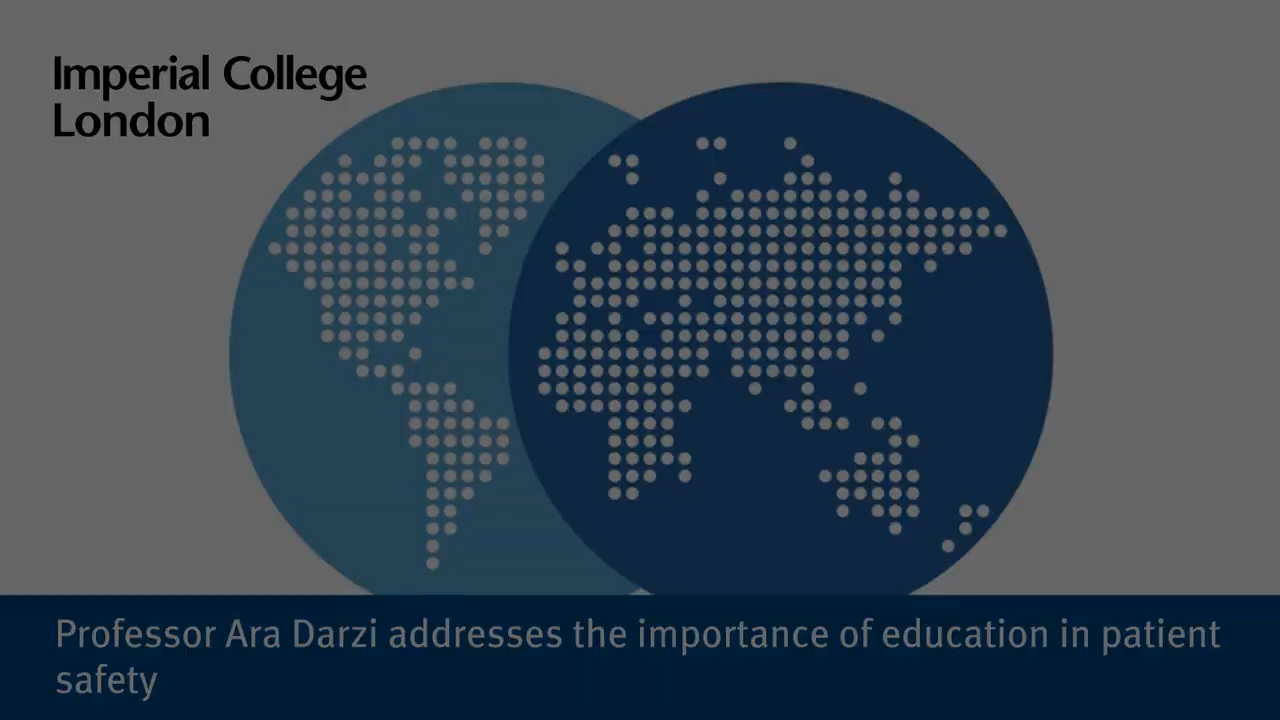 Imperial College
London
Professor Ara Darzi addresses the importance of education in patient
safety